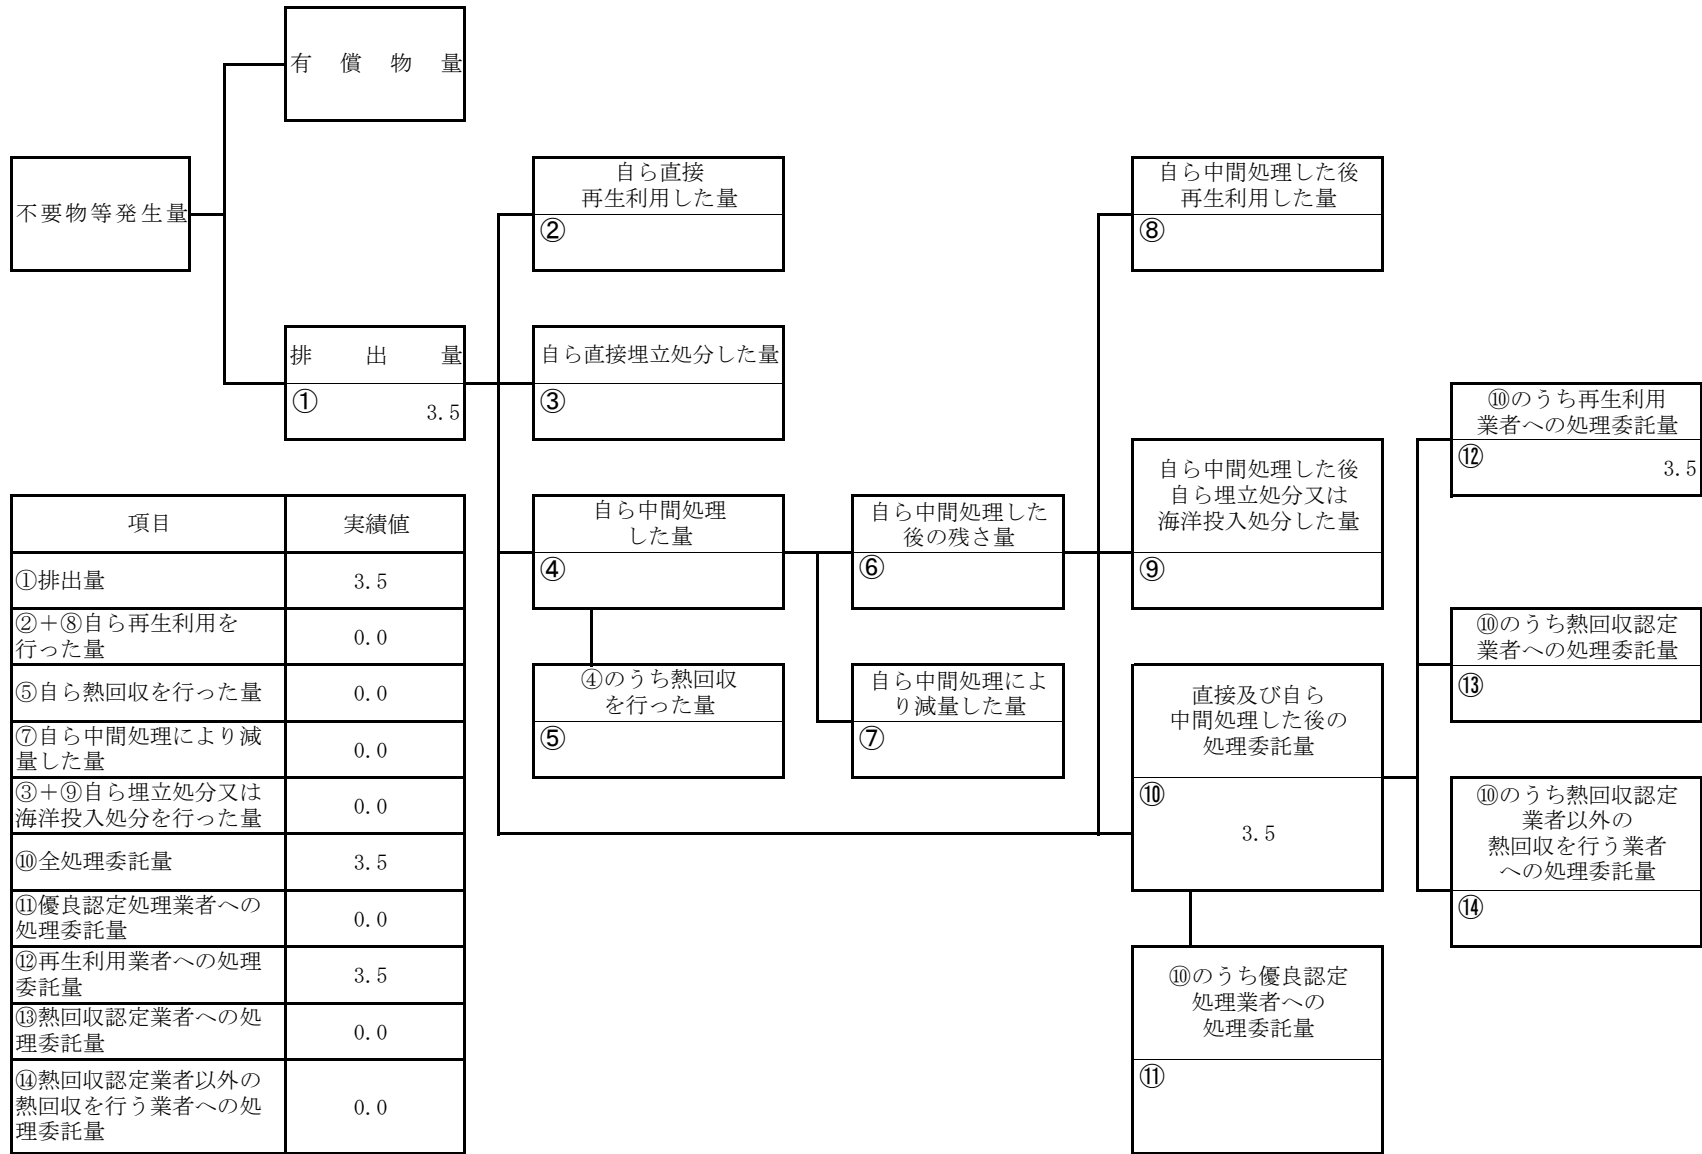 有償物量
不要物等発生量
自ら直接
再生利用した量
②
自ら中間処理した後
再生利用した量
⑧
排出量
① 3.5
自ら直接埋立処分した量
③
⑩のうち再生利用
業者への処理委託量
⑫ 3.5
自ら中間処理
した量
④
自ら中間処理した
後の残さ量
⑥
自ら中間処理した後
自ら埋立処分又は
海洋投入処分した量
⑨
④のうち熱回収
を行った量
⑤
自ら中間処理によ
り減量した量
⑦
直接及び自ら
中間処理した後の
処理委託量
⑩
3.5
⑩のうち熱回収認定
業者への処理委託量
⑬
⑩のうち熱回収認定
業者以外の
熱回収を行う業者
への処理委託量
⑭
⑩のうち優良認定
処理業者への
処理委託量
⑪
項目 実績値
①排出量 3.5
②＋⑧自ら再生利用を
行った量 0.0
⑤自ら熱回収を行った量 0.0
⑦自ら中間処理により減
量した量 0.0
③＋⑨自ら埋立処分又は
海洋投入処分を行った量 0.0
⑩全処理委託量 3.5
⑪優良認定処理業者への
処理委託量 0.0
⑫再生利用業者への処理
委託量 3.5
⑬熱回収認定業者への処
理委託量 0.0
⑭熱回収認定業者以外の
熱回収を行う業者への処
理委託量 0.0